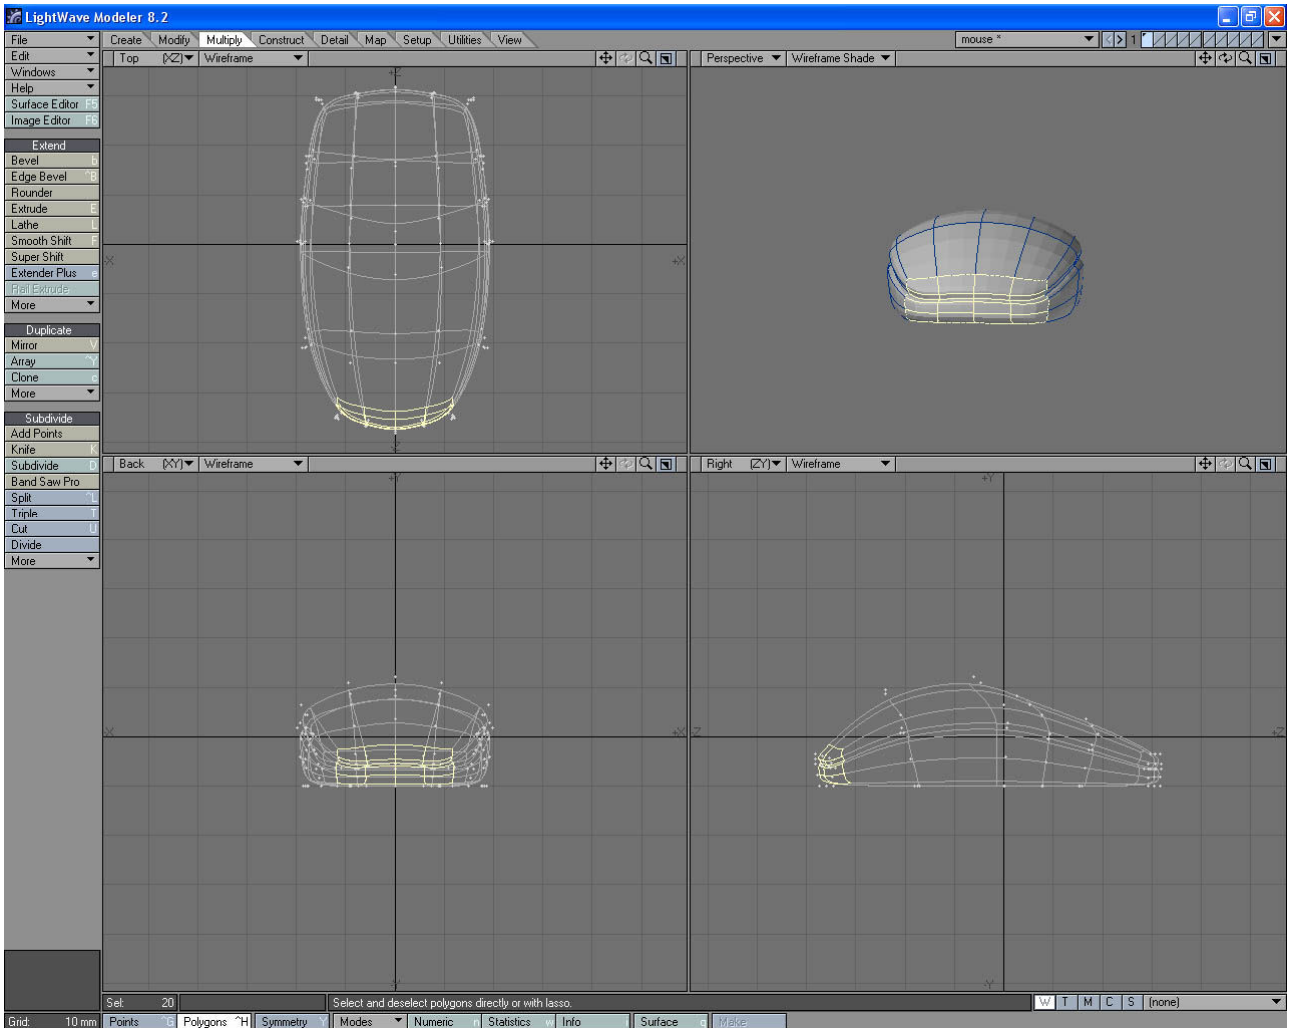 LightWave Modeler 8.2
File
Edit
Windows
Help
Surface Editor F5
Image Editor F6
Extend
Bevel b
Edge Bevel ^B
Rounder
Extrude E
Lathe L
Smooth Shift F
Super Shift
Extender Plus e
Rail Extrude
More
Duplicate
Mirror V
Array ^Y
Clone c
More
Subdivide
Add Points
Knife K
Subdivide D
Band Saw Pro
Split ^L
Triple T
Cut U
Divide
More
Create Modify Multiply Construct Detail Map Setup Utilities View
mouse * 1
Top (XZ) Wireframe
Perspective Wireframe Shade
Back (XY) Wireframe
Right (ZY) Wireframe
+Z
-X
+X
-Z
+Y
-X
+X
-Y
+Y
-Z
+Z
-Y
Sel: 20 Select and deselect polygons directly or with lasso. W T M C S (none)
Grid: 10 mm Points ^G Polygons ^H Symmetry Y Modes Numeric n Statistics w Info i Surface q Make